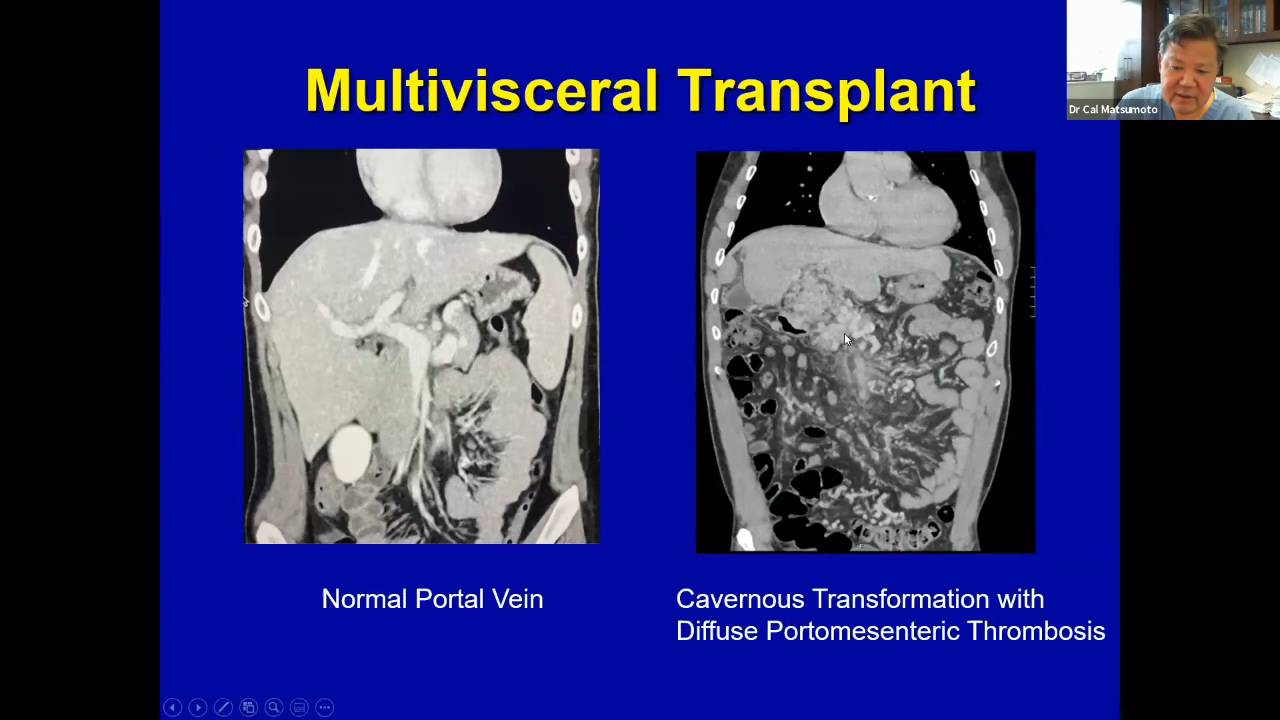 Multivisceral Transplant
Dr Cal Matsumoto
Normal Portal Vein
Cavernous Transformation with
Diffuse Portomesenteric Thrombosis